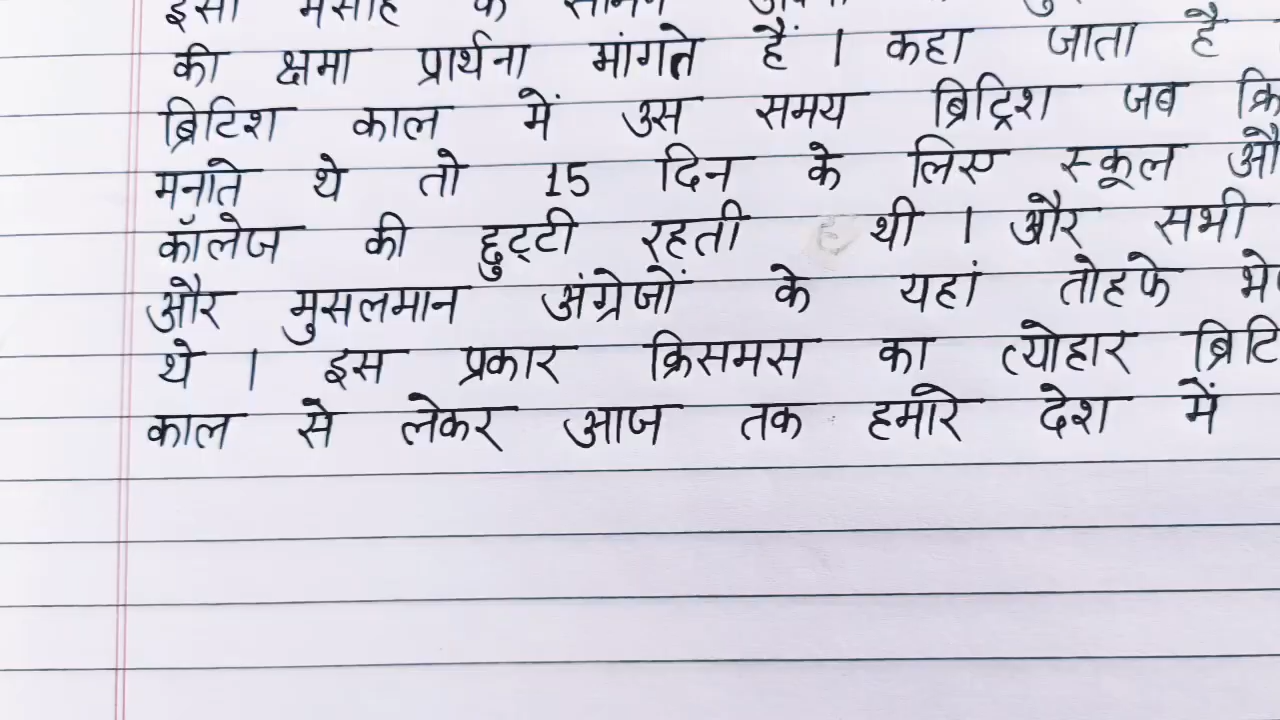 की क्षमा प्रार्थना मांगते हैं । कहा जाता है
ब्रिटिश काल में उस समय ब्रिट्रिश जब
मनाते थे तो 15 दिन के लिए स्कूल
कॉलेज की छुट्टी रहती थी । और सभी
और मुसलमान अंग्रेजों के यहां तोहफे
थे । इस प्रकार क्रिसमस का त्योहार
काल से लेकर आज तक हमारे देश में